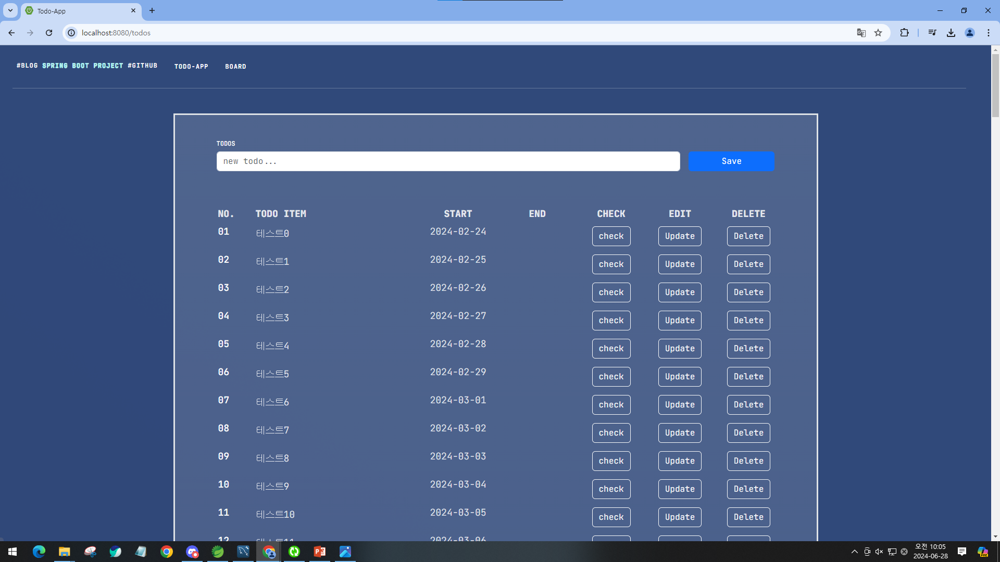 Todo-App
localhost:8080/todos
#BLOG SPRING BOOT PROJECT #GITHUB TODO-APP BOARD
TODOS
new todo...
Save
NO. TODO ITEM START END CHECK EDIT DELETE
01 테스트0 2024-02-24 check Update Delete
02 테스트1 2024-02-25 check Update Delete
03 테스트2 2024-02-26 check Update Delete
04 테스트3 2024-02-27 check Update Delete
05 테스트4 2024-02-28 check Update Delete
06 테스트5 2024-02-29 check Update Delete
07 테스트6 2024-03-01 check Update Delete
08 테스트7 2024-03-02 check Update Delete
09 테스트8 2024-03-03 check Update Delete
10 테스트9 2024-03-04 check Update Delete
11 테스트10 2024-03-05 check Update Delete
12 테스트11 2024-03-06
오전 10:05
2024-06-28